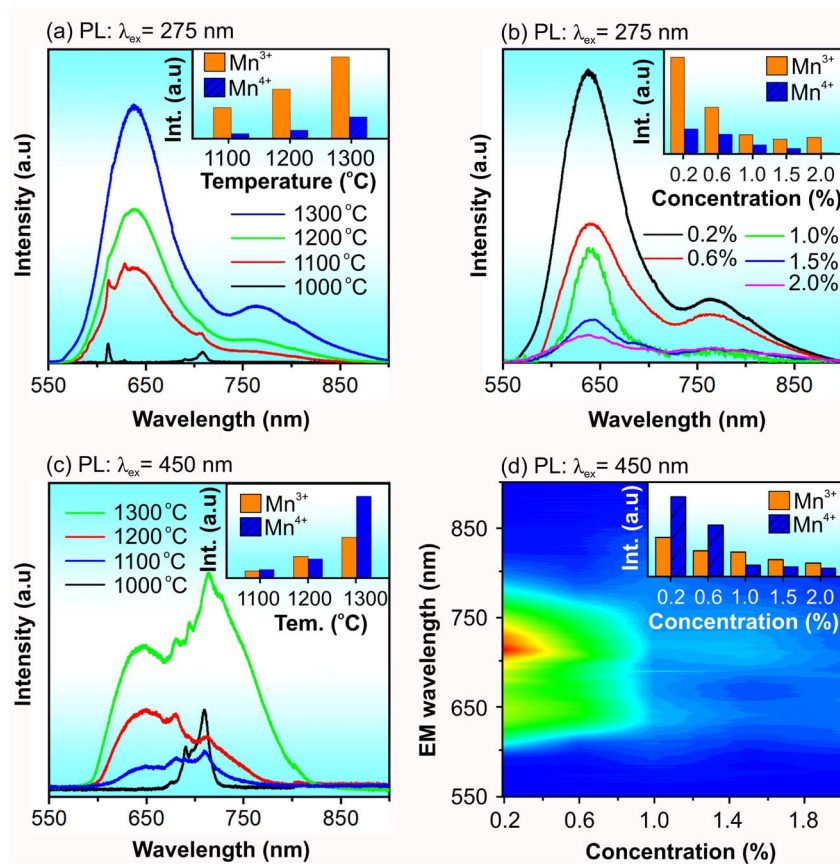 (a) PL: λex= 275 nm
Int. (a.u)
Mn3+
Mn4+
1100 1200 1300
Temperature (°C)
1300 °C
1200 °C
1100 °C
1000 °C
Intensity (a.u)
550 650 750 850
Wavelength (nm)
(b) PL: λex= 275 nm
Int. (a.u)
Mn3+
Mn4+
0.2 0.6 1.0 1.5 2.0
Concentration (%)
0.2% 1.0%
0.6% 1.5%
2.0%
Intensity (a.u)
550 650 750 850
Wavelength (nm)
(c) PL: λex= 450 nm
1300 °C
1200 °C
1100 °C
1000 °C
Int. (a.u)
Mn3+
Mn4+
1100 1200 1300
Tem. (°C)
Intensity (a.u)
550 600 700 800 900
Wavelength (nm)
(d) PL: λex= 450 nm
Int. (a.u)
Mn3+
Mn4+
0.2 0.6 1.0 1.5 2.0
Concentration (%)
EM wavelength (nm)
850
750
650
550
0.2 0.6 1.0 1.4 1.8
Concentration (%)